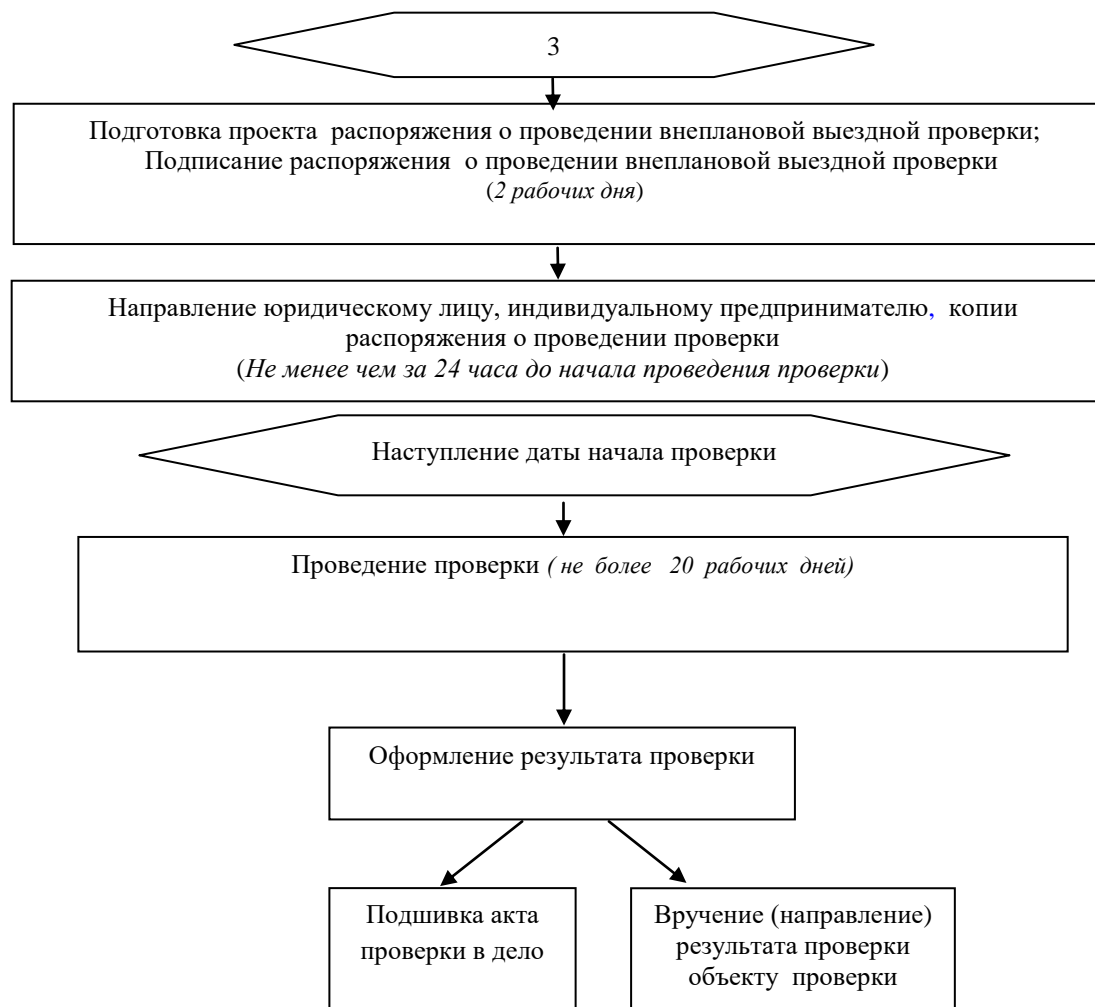 3
Подготовка проекта распоряжения о проведении внеплановой выездной проверки;
Подписание распоряжения о проведении внеплановой выездной проверки
(2 рабочих дня)
Направление юридическому лицу, индивидуальному предпринимателю, копии
распоряжения о проведении проверки
(Не менее чем за 24 часа до начала проведения проверки)
Наступление даты начала проверки
Проведение проверки ( не более 20 рабочих дней)
Оформление результата проверки
Подшивка акта
проверки в дело
Вручение (направление)
результата проверки
объекту проверки